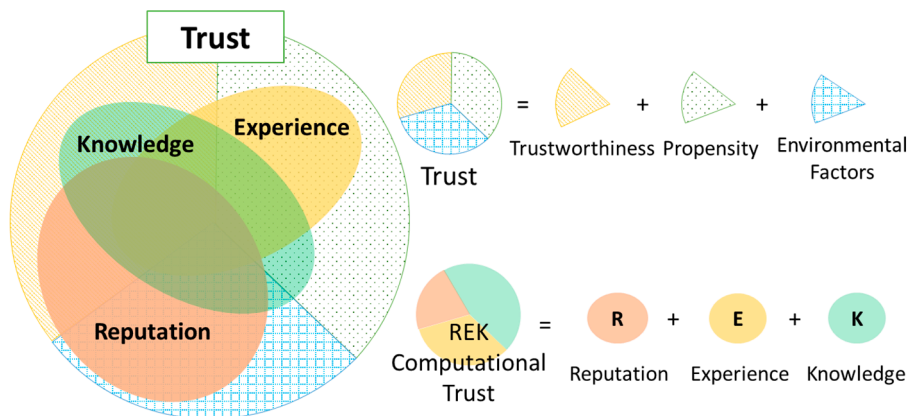 Trust
Knowledge
Experience
Reputation
Trust
=
Trustworthiness
+
Propensity
+
Environmental
Factors
REK
Computational
Trust
=
R
Reputation
+
E
Experience
+
K
Knowledge